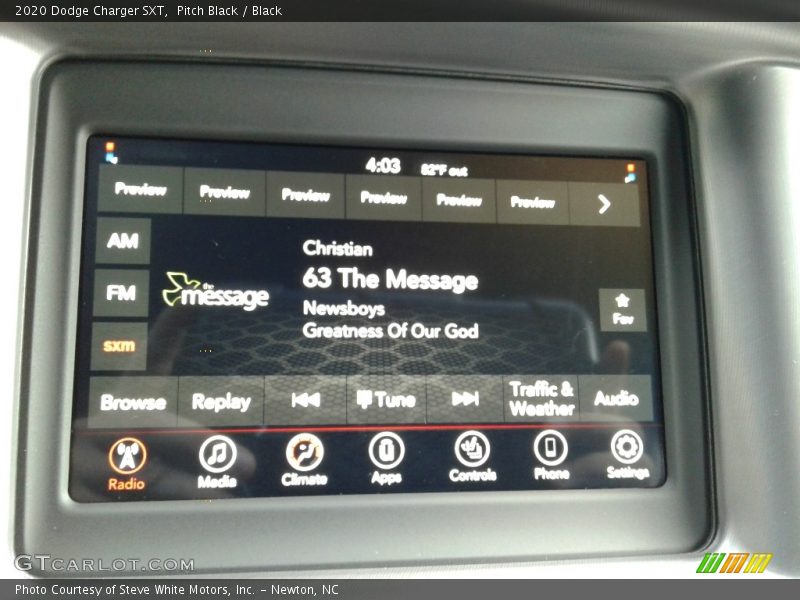 2020 Dodge Charger SXT,  Pitch Black / Black
4:03 82°F out
Preview Preview Preview Preview Preview Preview
AM
Christian
FM
the message
63 The Message
Newsboys
Fav
sxm
Greatness Of Our God
Browse Replay Tune Traffic & Weather Audio
Radio Media Climate Apps Controls Phone Settings
GTcarlot.com
Photo Courtesy of Steve White Motors, Inc. – Newton, NC